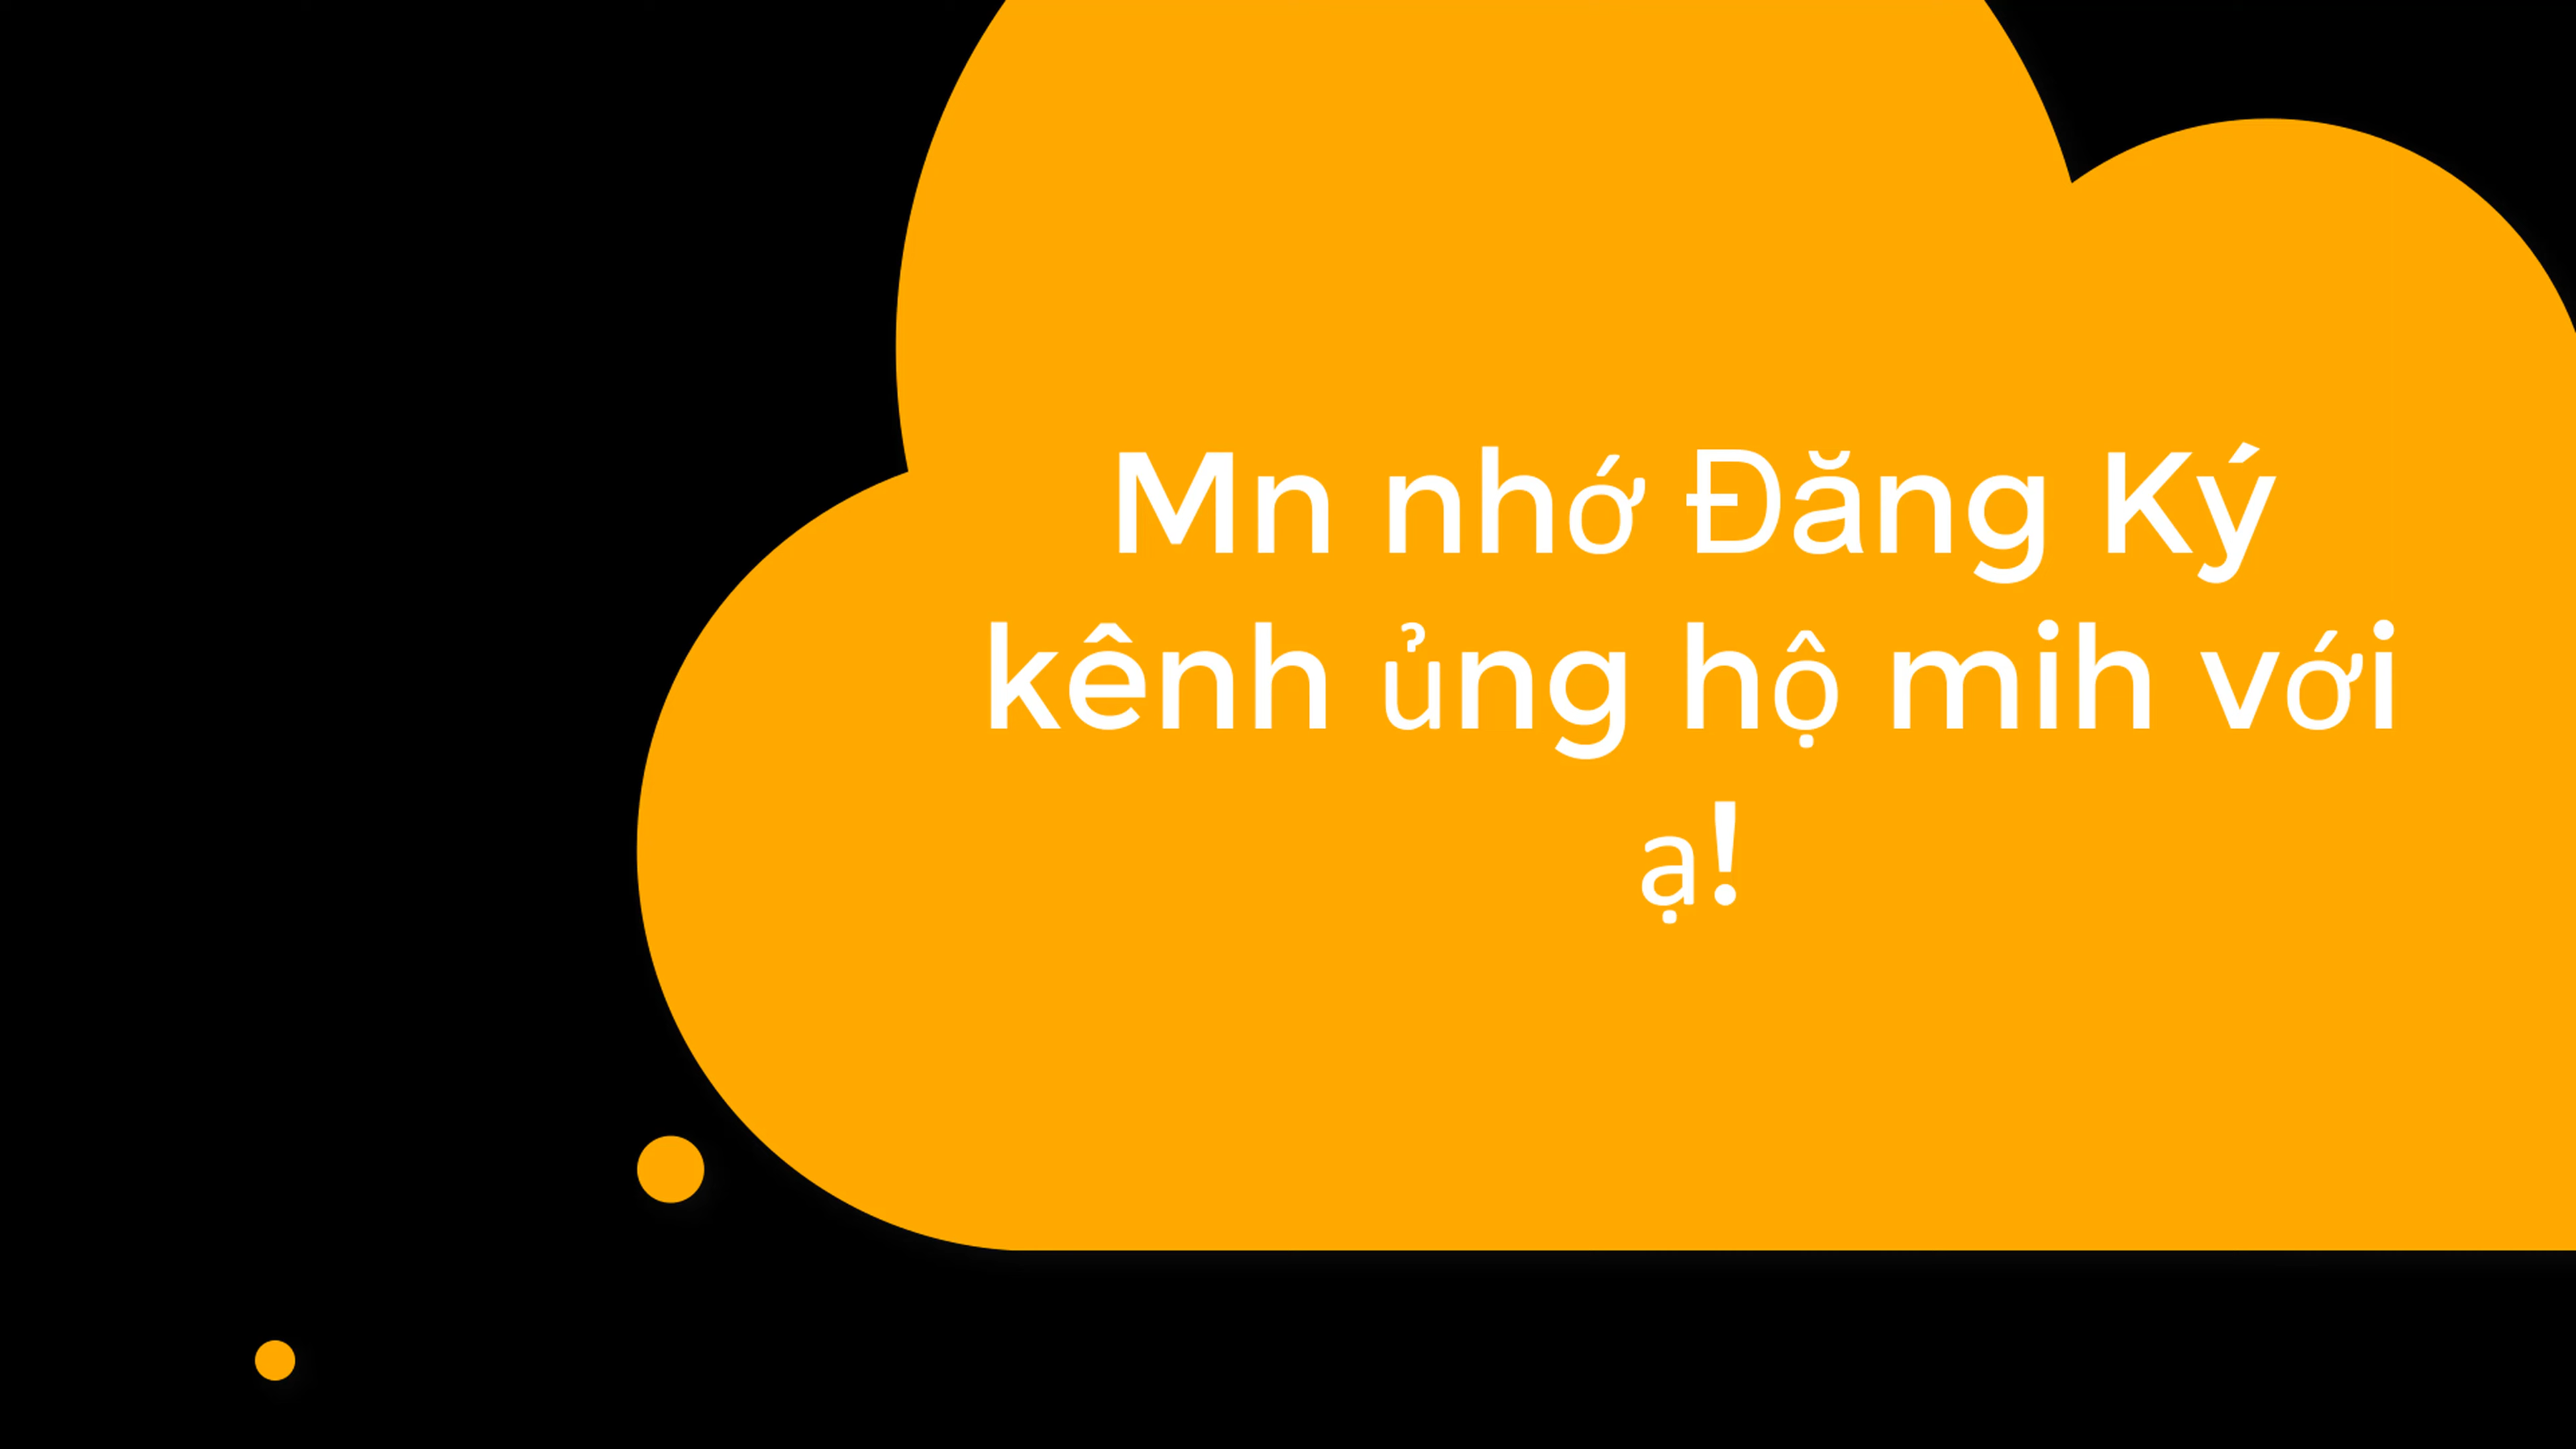 Mn nhớ Đăng Ký
kênh ủng hộ mih với
ạ!